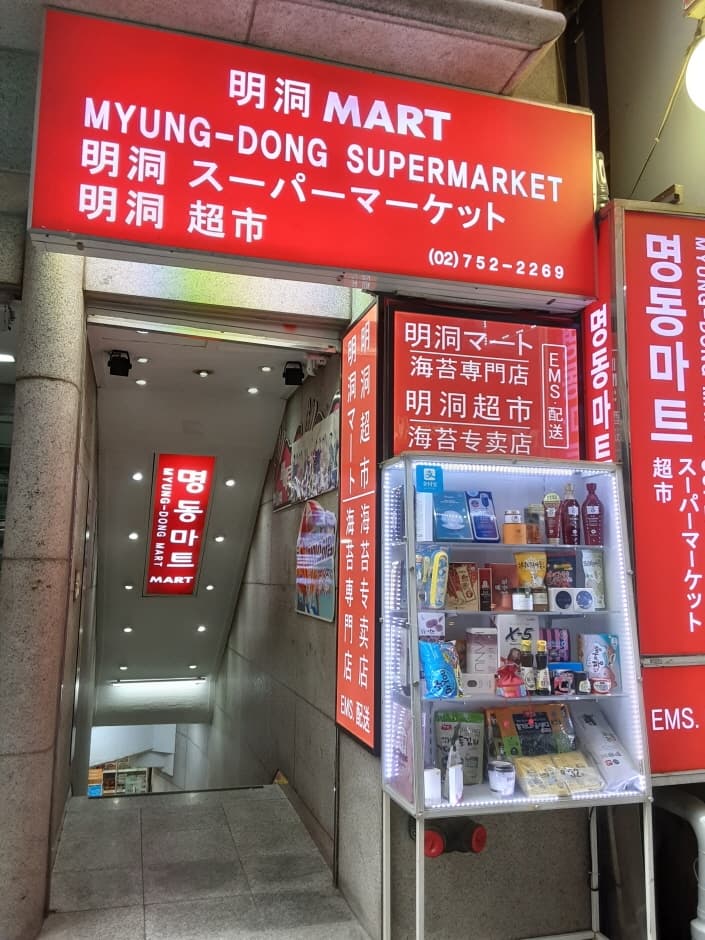 明洞 MART
MYUNG-DONG SUPERMARKET
明洞 スーパーマーケット
明洞 超市
(02)752-2269
명동마트
MYUNG-DONG MART
MART
明洞超市 海苔专卖店
明洞マート 海苔専門店
EMS. 配送
明洞マート
海苔専門店
明洞超市
海苔专卖店
EMS·配送
명동마트
명동마트
超市
スーパーマーケット
EMS.
X-5